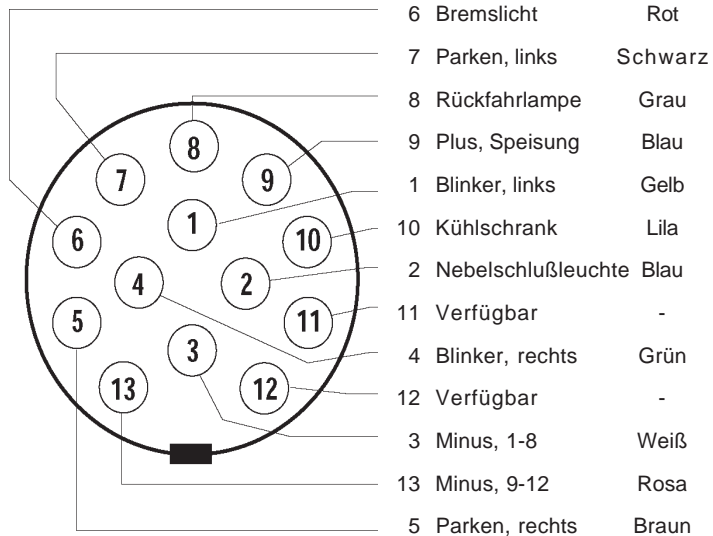 6 Bremslicht Rot
7 Parken, links Schwarz
8 Rückfahrlampe Grau
9 Plus, Speisung Blau
1 Blinker, links Gelb
10 Kühlschrank Lila
2 Nebelschlußleuchte Blau
11 Verfügbar -
4 Blinker, rechts Grün
12 Verfügbar -
3 Minus, 1-8 Weiß
13 Minus, 9-12 Rosa
5 Parken, rechts Braun
8
7
9
1
6
10
4
2
5
11
3
13
12